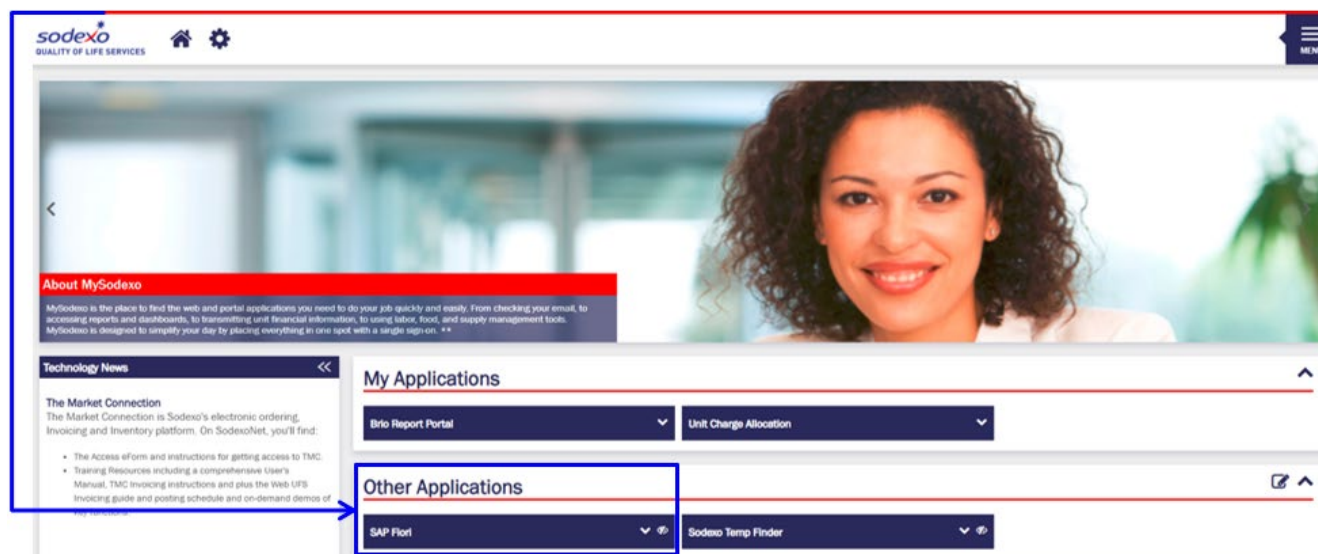 sodexo
QUALITY OF LIFE SERVICES
MENU
About MySodexo
MySodexo is the place to find the web and portal applications you need to do your job quickly and easily. From checking your email, to
accessing reports and dashboards, to transmitting unit financial information, to using labor, food, and supply management tools.
MySodexo is designed to simplify your day by placing everything in one spot with a single sign-on. **
Technology News
The Market Connection
The Market Connection is Sodexo's electronic ordering,
Invoicing and Inventory platform. On SodexoNet, you'll find:
• The Access eForm and instructions for getting access to TMC.
• Training Resources including a comprehensive User's
Manual, TMC Invoicing instructions and plus the Web UFS
Invoicing guide and posting schedule and on-demand demos of
key functions.
My Applications
Brio Report Portal
Unit Charge Allocation
Other Applications
SAP Fiori
Sodexo Temp Finder